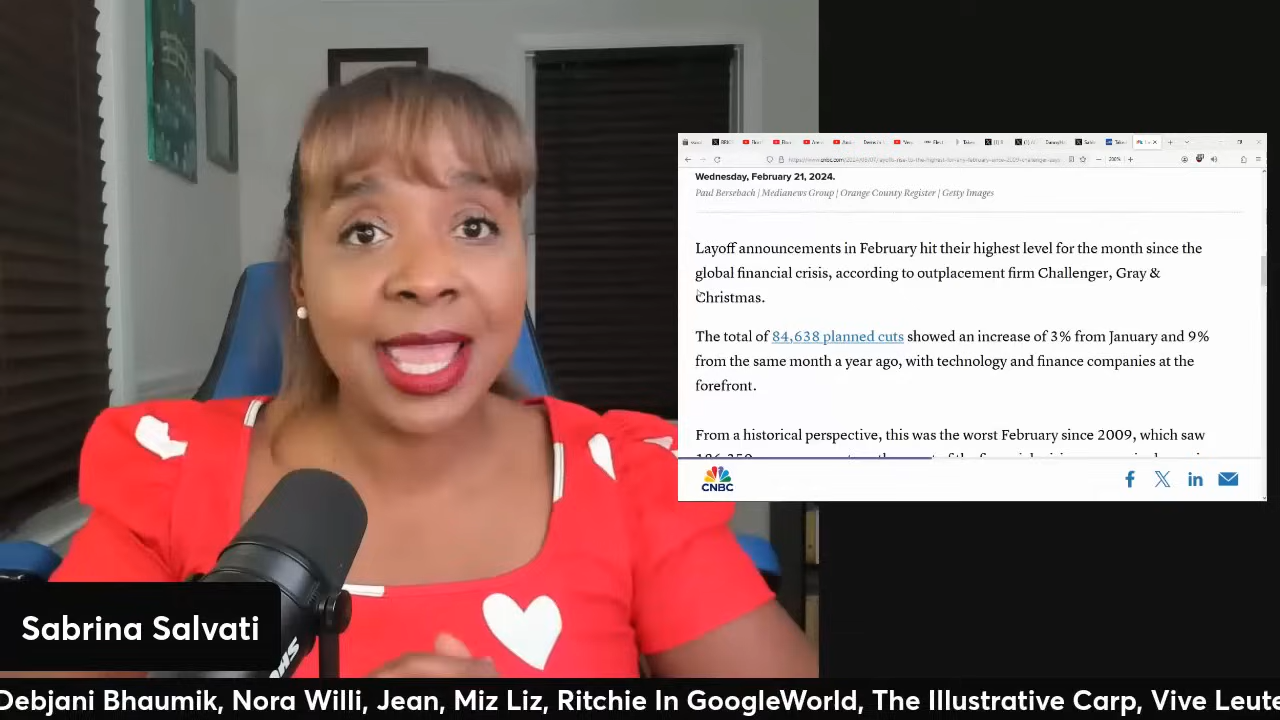 Wednesday, February 21, 2024.
Paul Bersebach | Medianews Group | Orange County Register | Getty Images
Layoff announcements in February hit their highest level for the month since the
global financial crisis, according to outplacement firm Challenger, Gray &
Christmas.
The total of 84,638 planned cuts showed an increase of 3% from January and 9%
from the same month a year ago, with technology and finance companies at the
forefront.
From a historical perspective, this was the worst February since 2009, which saw
CNBC
Sabrina Salvati
Debjani Bhaumik, Nora Willi, Jean, Miz Liz, Ritchie In GoogleWorld, The Illustrative Carp, Vive Leute